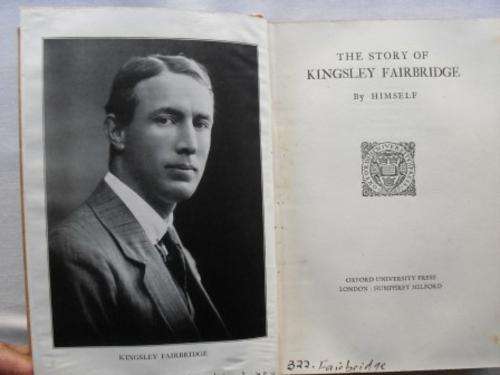 KINGSLEY FAIRBRIDGE
THE STORY OF
KINGSLEY FAIRBRIDGE
By HIMSELF
OXFORD UNIVERSITY PRESS
LONDON : HUMPHREY MILFORD
322. Fairbridge